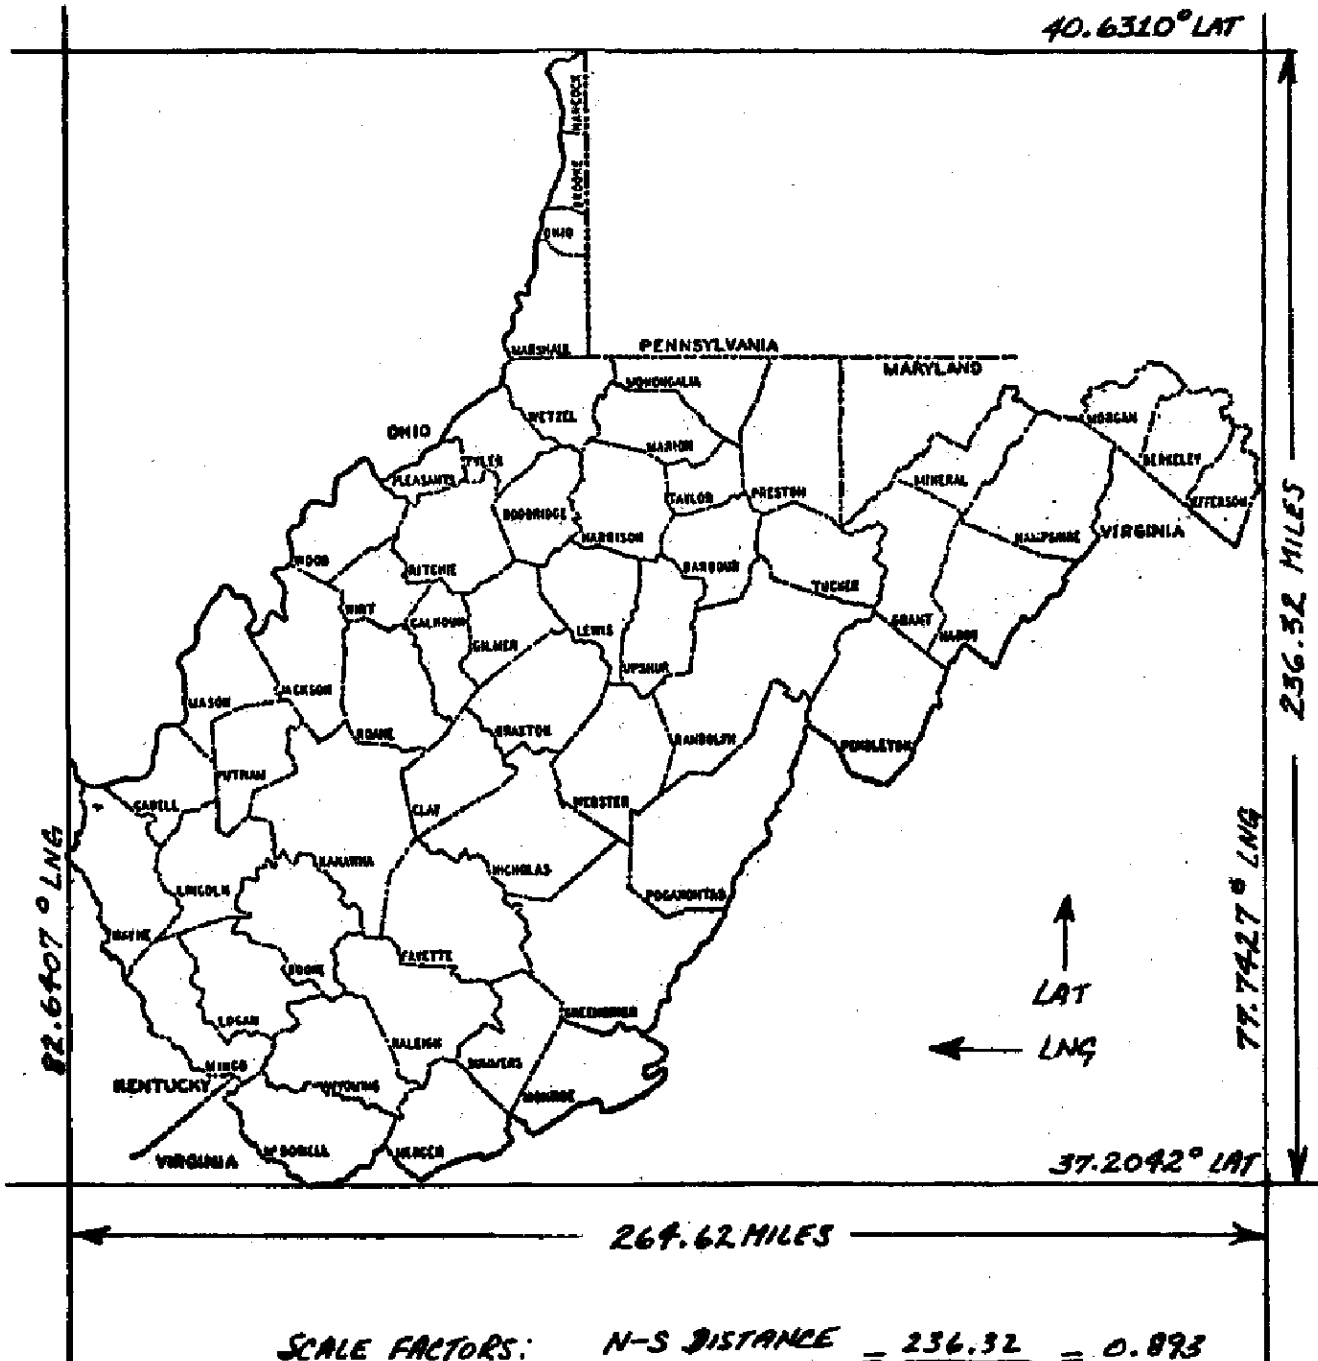 40.6310° LAT
HANCOCK
BROOKE
OHIO
MARSHALL
PENNSYLVANIA
MARYLAND
MONONGALIA
WETZEL
MORGAN
OHIO
MARION
BERKELEY
TYLER
PLEASANTS
MINERAL
TAYLOR
PRESTON
JEFFERSON
DODDRIDGE
VIRGINIA
HARRISON
HAMPSHIRE
WOOD
RITCHIE
BARBOUR
TUCKER
WIRT
CALHOUN
GRANT
HARDY
LEWIS
GILMER
UPSHUR
236.32 MILES
MASON
JACKSON
ROANE
BRAXTON
RANDOLPH
PENDLETON
PUTNAM
CABELL
CLAY
WEBSTER
KANAWHA
NICHOLAS
LINCOLN
POCAHONTAS
82.6407° LNG
77.7427° LNG
WAYNE
FAYETTE
BOONE
LAT
LOGAN
GREENBRIER
RALEIGH
LNG
SUMMERS
MINGO
KENTUCKY
WYOMING
MONROE
McDOWELL
MERCER
VIRGINIA
37.2042° LAT
264.62 MILES
SCALE FACTORS: N-S DISTANCE = 236.32 = 0.893